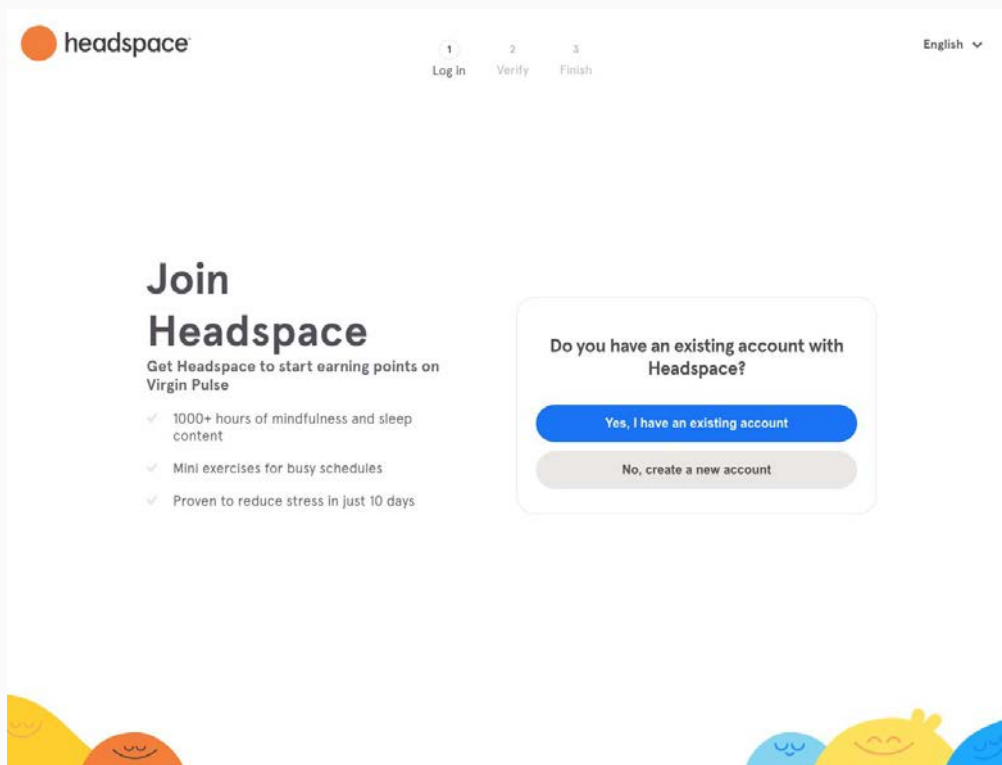 headspace
1 2 3
Log in Verify Finish
English
Join
Headspace
Get Headspace to start earning points on
Virgin Pulse
1000+ hours of mindfulness and sleep
content
Mini exercises for busy schedules
Proven to reduce stress in just 10 days
Do you have an existing account with
Headspace?
Yes, I have an existing account
No, create a new account